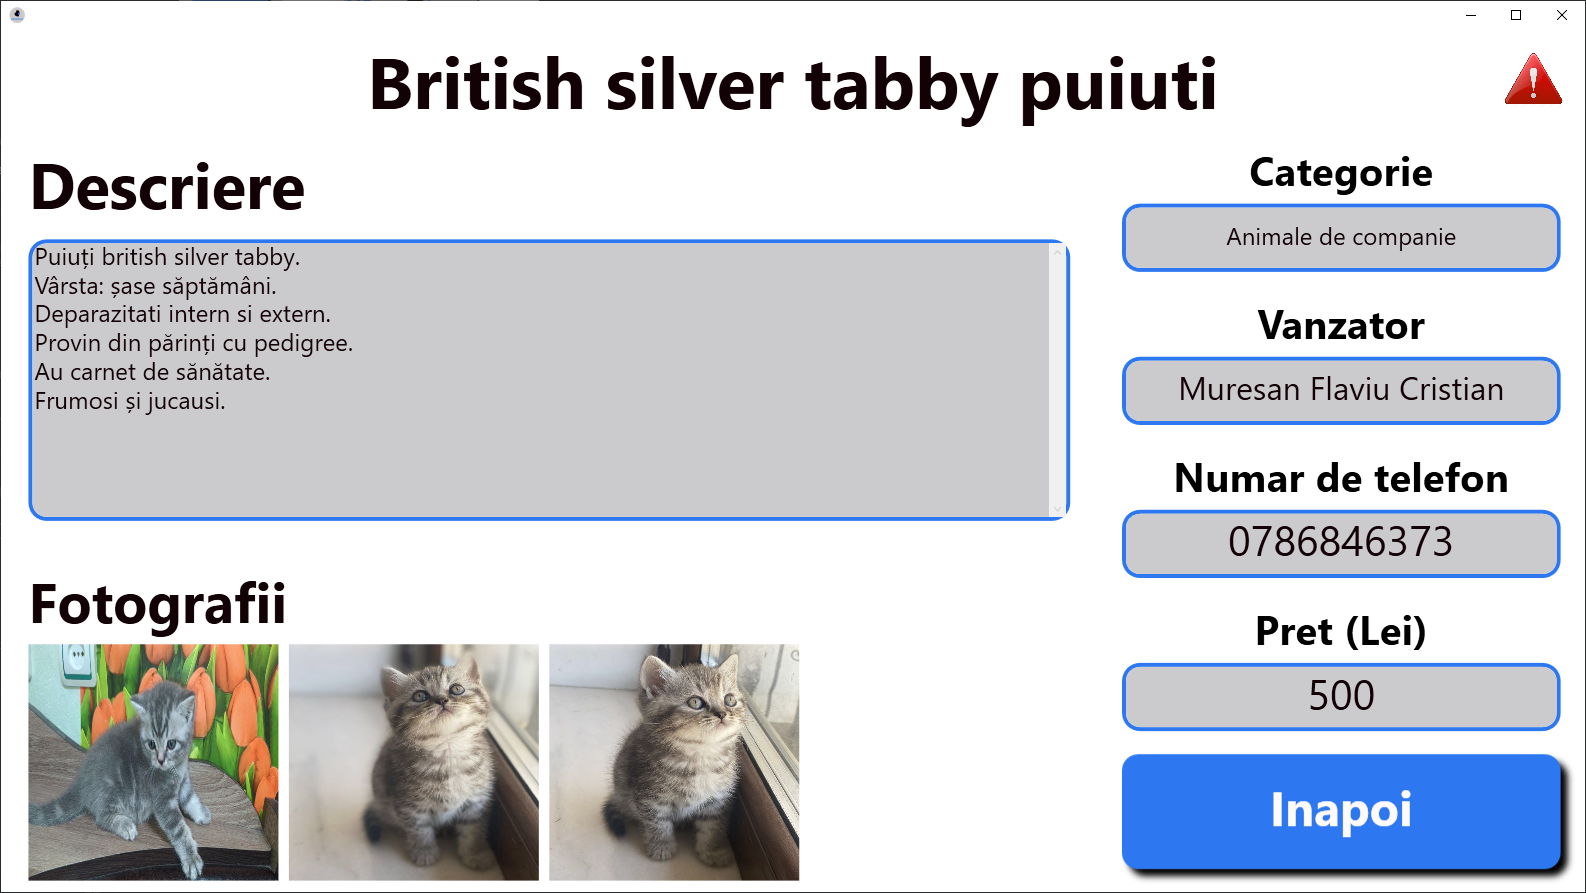 British silver tabby puiuti
Descriere
Puiuți british silver tabby.
Vârsta: șase săptămâni.
Deparazitati intern si extern.
Provin din părinți cu pedigree.
Au carnet de sănătate.
Frumosi și jucausi.
Fotografii
Categorie
Animale de companie
Vanzator
Muresan Flaviu Cristian
Numar de telefon
0786846373
Pret (Lei)
500
Inapoi